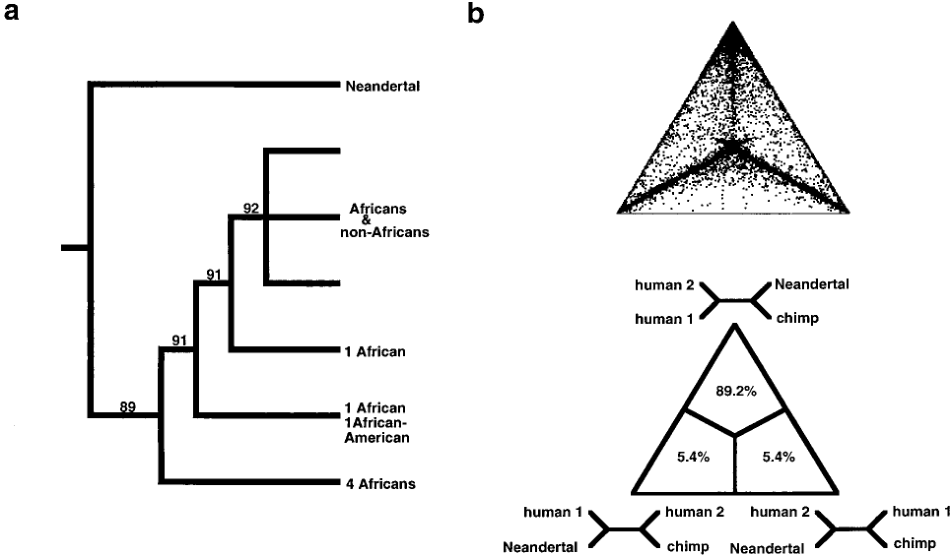 a
Neandertal
92
Africans
&
non-Africans
91
91
1 African
89
1 African
1African-
American
4 Africans
b
human 2
Neandertal
human 1
chimp
89.2%
5.4%
5.4%
human 1
human 2
Neandertal
chimp
human 2
human 1
Neandertal
chimp